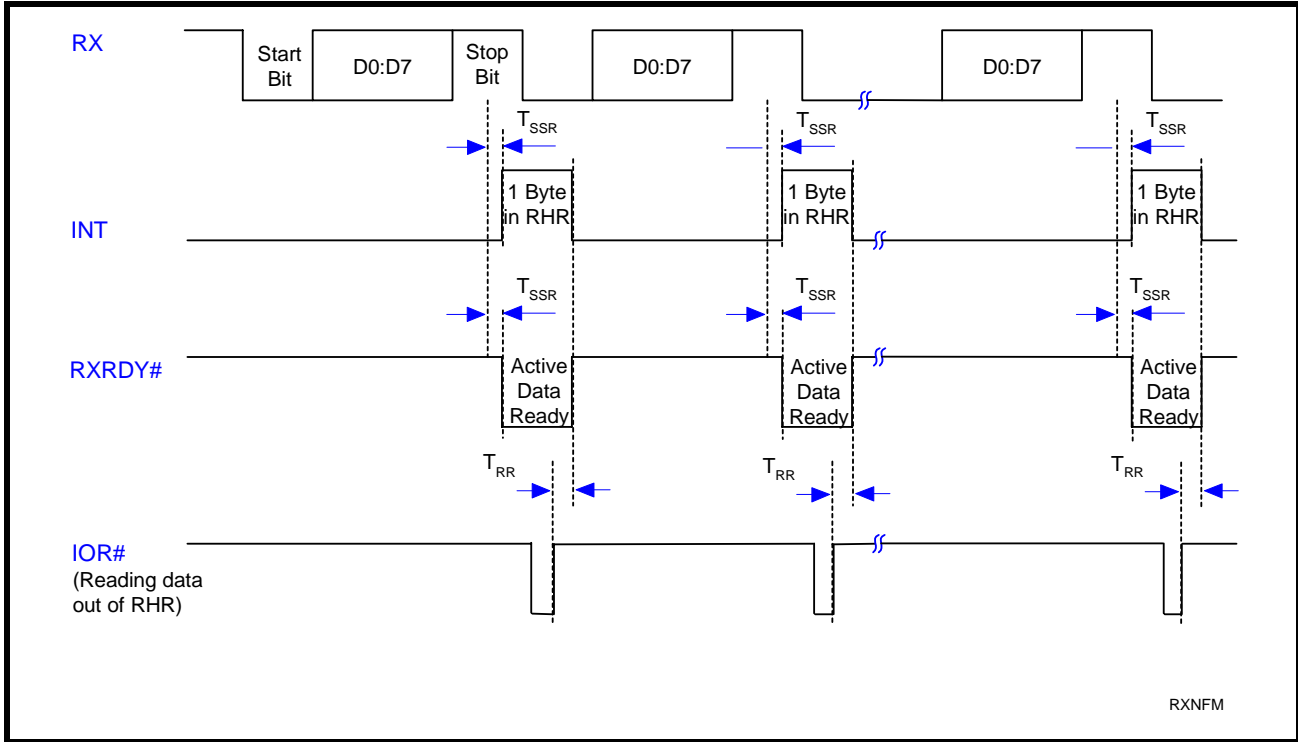 RX
Start
Bit
D0:D7
Stop
Bit
D0:D7
D0:D7
TSSR
TSSR
TSSR
INT
1 Byte
in RHR
1 Byte
in RHR
1 Byte
in RHR
TSSR
TSSR
TSSR
RXRDY#
Active
Data
Ready
Active
Data
Ready
Active
Data
Ready
TRR
TRR
TRR
IOR#
(Reading data
out of RHR)
RXNFM